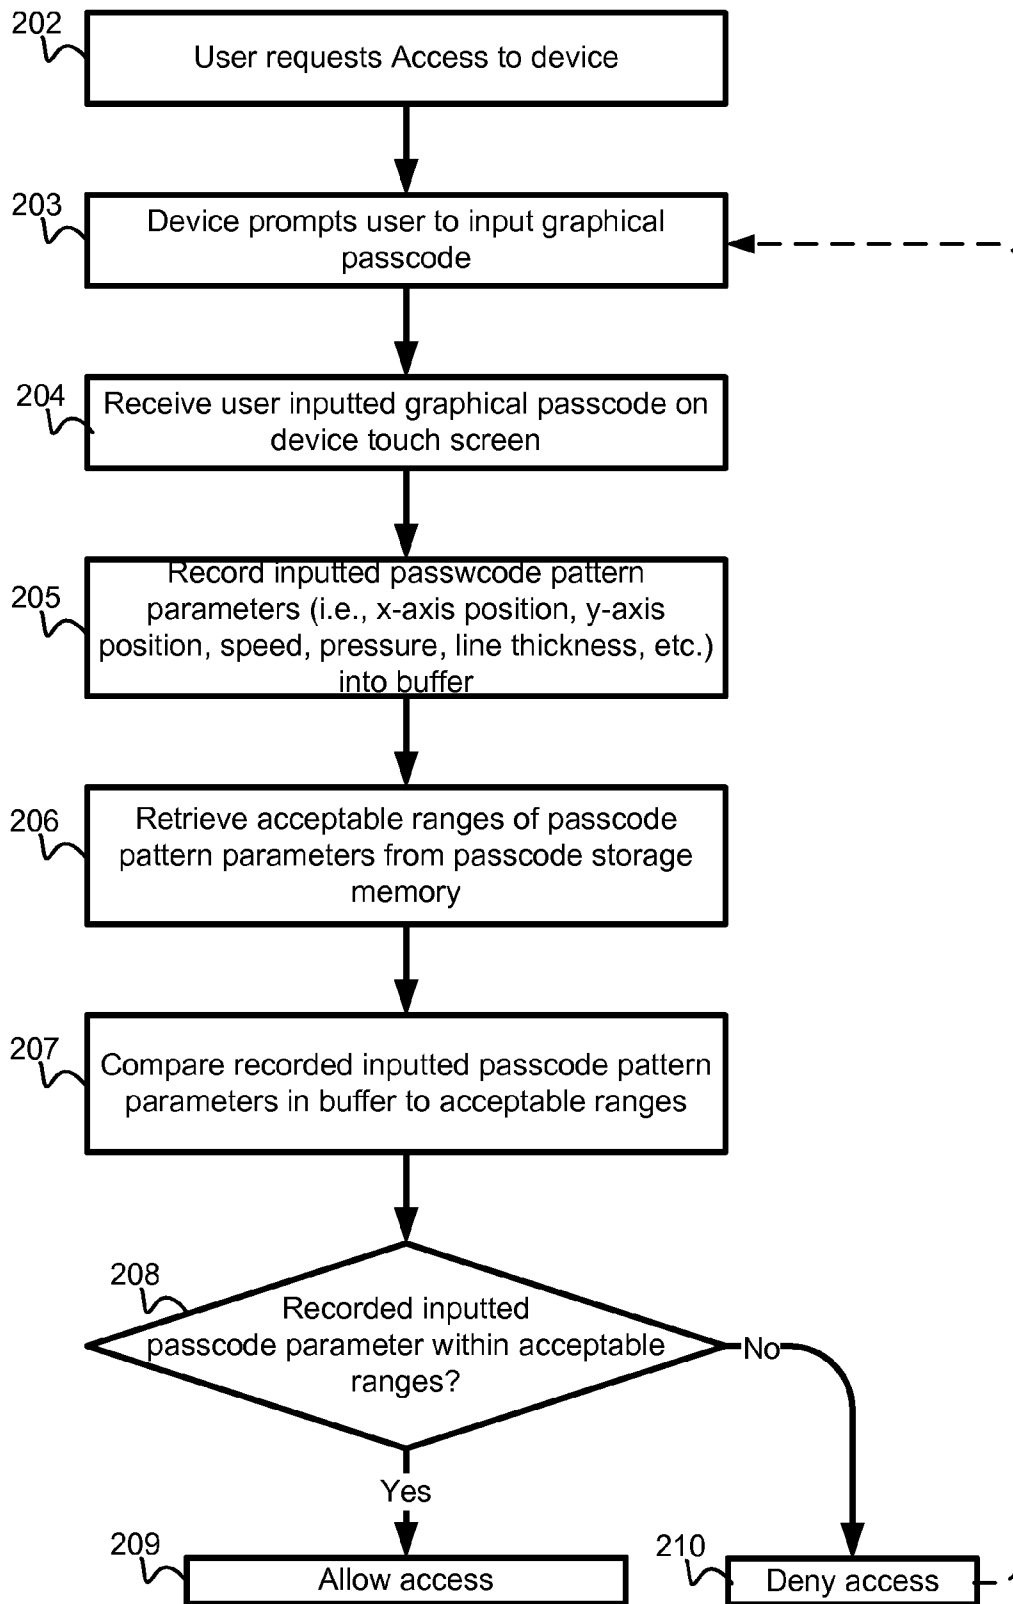 202
User requests Access to device
203
Device prompts user to input graphical
passcode
204
Receive user inputted graphical passcode on
device touch screen
205
Record inputted passwcode pattern
parameters (i.e., x-axis position, y-axis
position, speed, pressure, line thickness, etc.)
into buffer
206
Retrieve acceptable ranges of passcode
pattern parameters from passcode storage
memory
207
Compare recorded inputted passcode pattern
parameters in buffer to acceptable ranges
208
Recorded inputted
passcode parameter within acceptable
ranges?
No
Yes
209
Allow access
210
Deny access